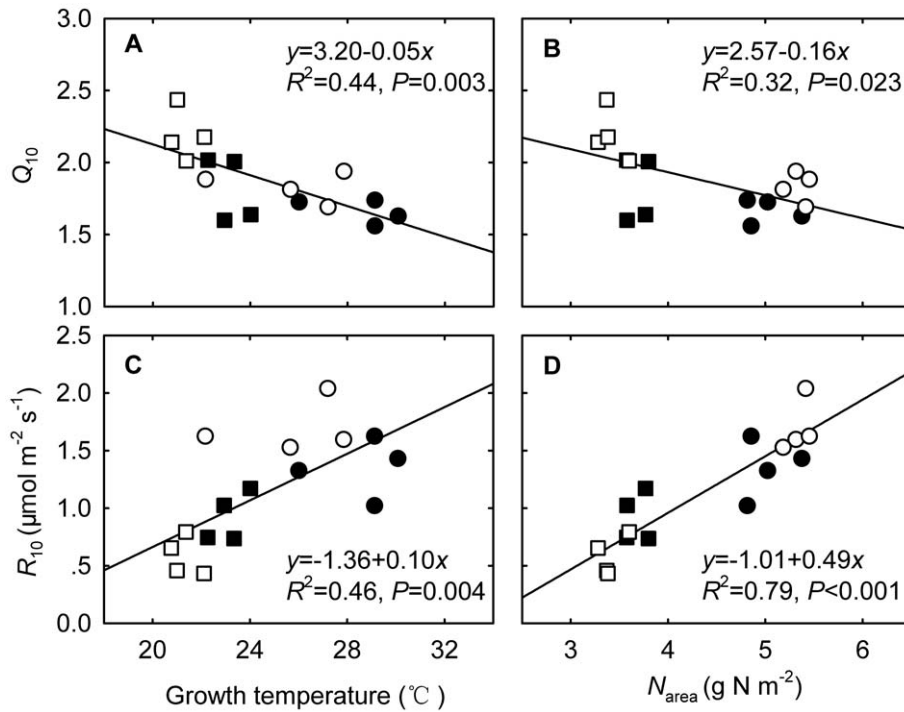 3.0
A
y=3.20-0.05x
R²=0.44, P=0.003
B
y=2.57-0.16x
R²=0.32, P=0.023
2.5
Q₁₀
2.0
1.5
1.0
2.5
C
D
2.0
R₁₀ (μmol m⁻² s⁻¹)
1.5
1.0
.5
y=-1.36+0.10x
R²=0.46, P=0.004
y=-1.01+0.49x
R²=0.79, P<0.001
0.0
20 24 28 32
3 4 5 6
Growth temperature (℃)
N_area (g N m⁻²)